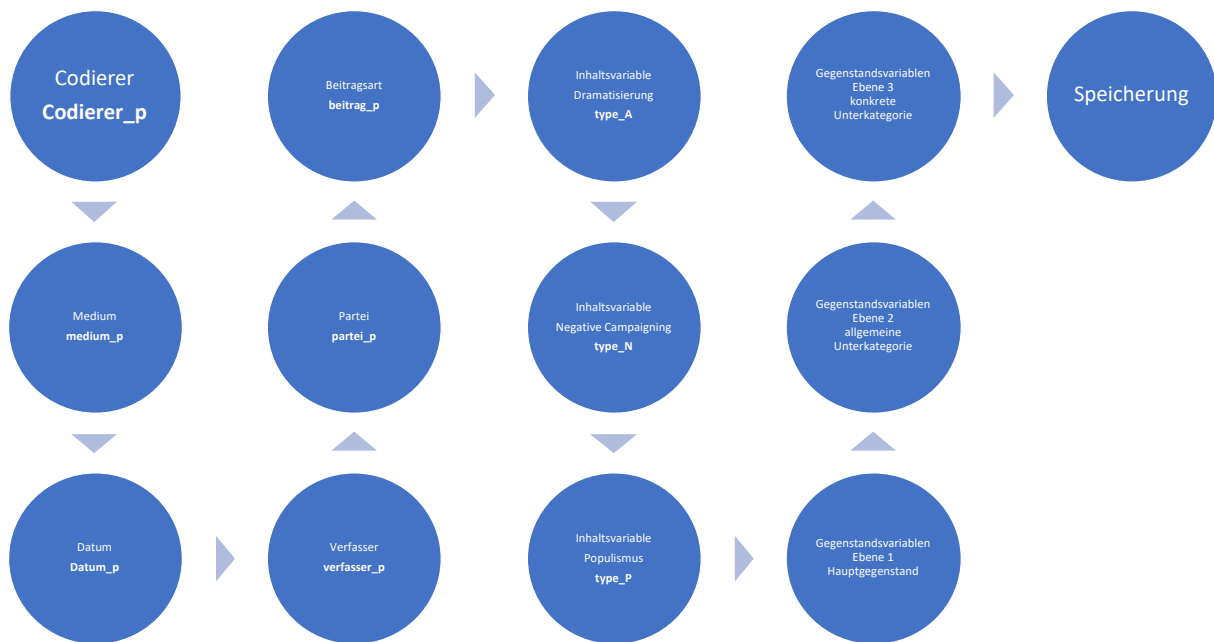 Codierer
Codierer_p
Medium
medium_p
Datum
Datum_p
Verfasser
verfasser_p
Partei
partei_p
Beitragsart
beitrag_p
Inhaltsvariable
Dramatisierung
type_A
Inhaltsvariable
Negative Campaigning
type_N
Inhaltsvariable
Populismus
type_P
Gegenstandsvariablen
Ebene 1
Hauptgegenstand
Gegenstandsvariablen
Ebene 2
allgemeine
Unterkategorie
Gegenstandsvariablen
Ebene 3
konkrete
Unterkategorie
Speicherung